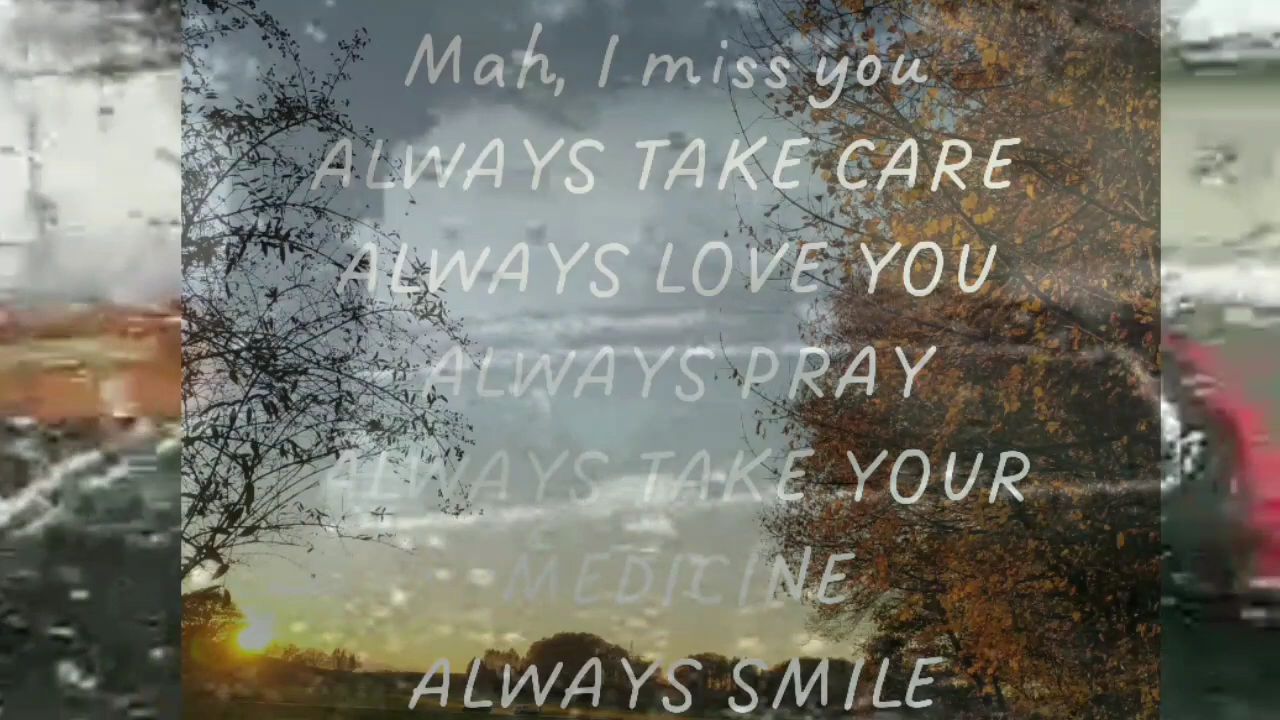 Mah, I miss you
ALWAYS TAKE CARE
ALWAYS LOVE YOU
ALWAYS PRAY
ALWAYS TAKE YOUR
MEDICINE
ALWAYS SMILE